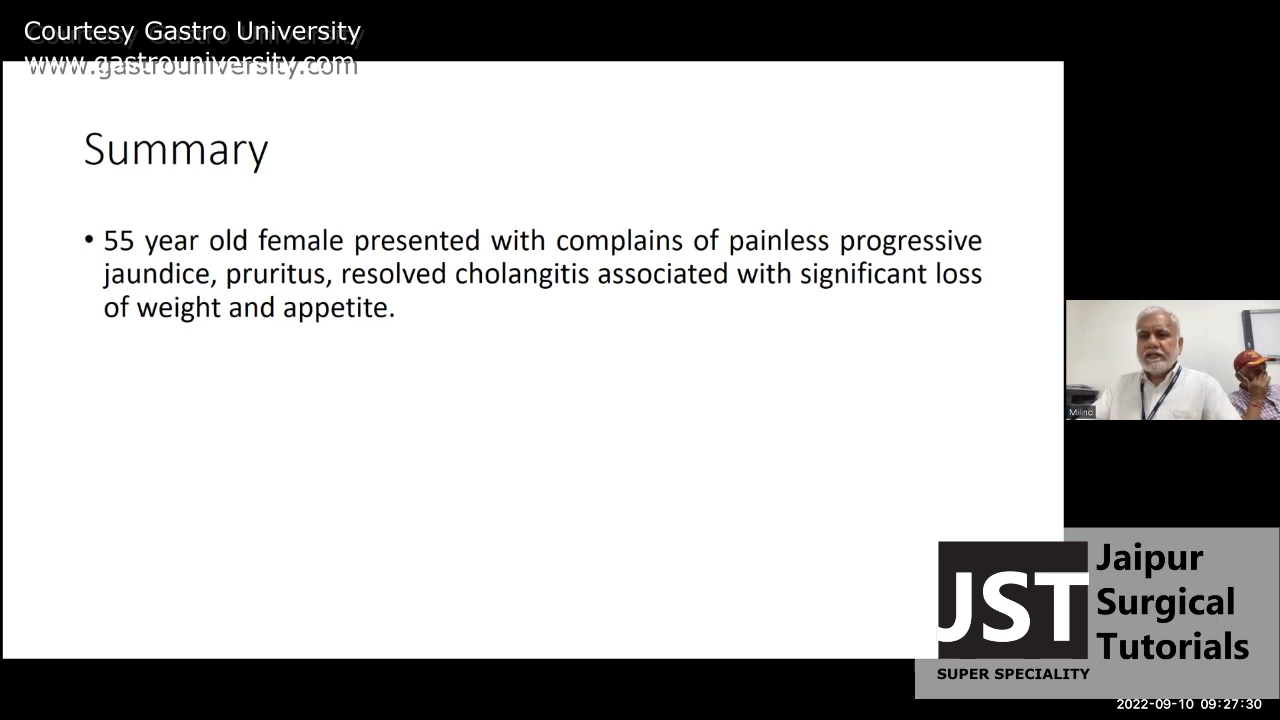 Courtesy Gastro University
www.gastrouniversity.com
Summary
• 55 year old female presented with complains of painless progressive
jaundice, pruritus, resolved cholangitis associated with significant loss
of weight and appetite.
Milind
JST
SUPER SPECIALITY
Jaipur
Surgical
Tutorials
2022-09-10 09:27:30